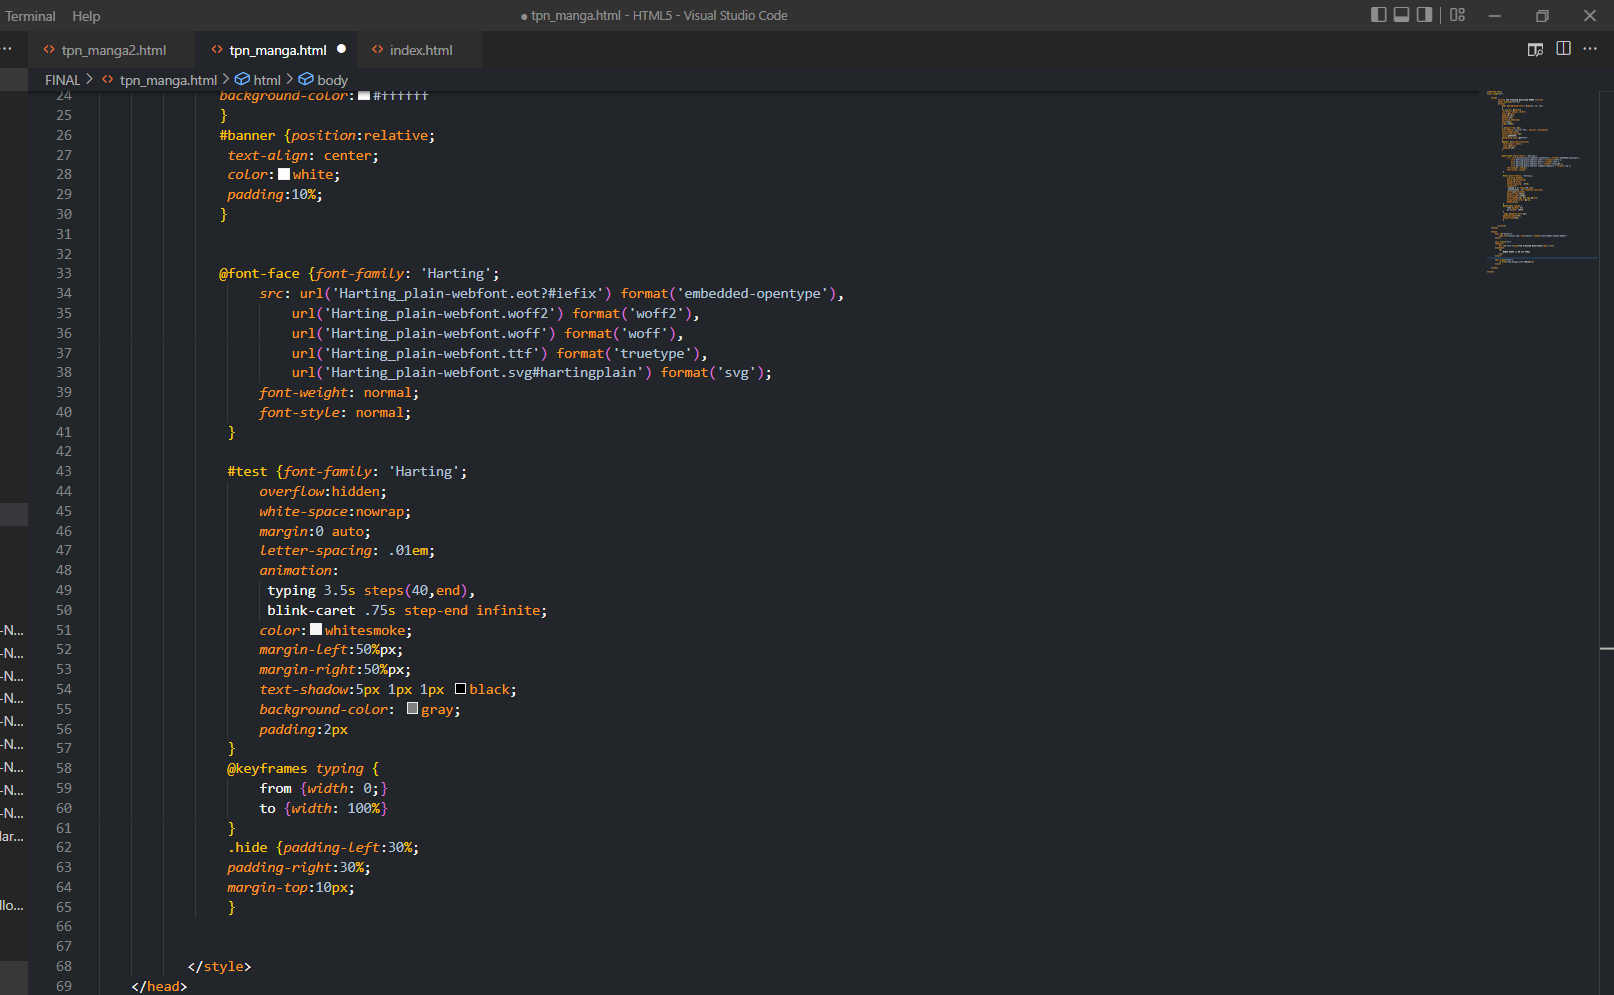 Terminal Help
● tpn_manga.html - HTML5 - Visual Studio Code
··· <> tpn_manga2.html <> tpn_manga.html ● <> index.html
FINAL > <> tpn_manga.html > html > body
24 background-color: #ffffff
25 }
26 #banner {position:relative;
27 text-align: center;
28 color: white;
29 padding:10%;
30 }
31
32
33 @font-face {font-family: 'Harting';
34 src: url('Harting_plain-webfont.eot?#iefix') format('embedded-opentype'),
35 url('Harting_plain-webfont.woff2') format('woff2'),
36 url('Harting_plain-webfont.woff') format('woff'),
37 url('Harting_plain-webfont.ttf') format('truetype'),
38 url('Harting_plain-webfont.svg#hartingplain') format('svg');
39 font-weight: normal;
40 font-style: normal;
41 }
42
43 #test {font-family: 'Harting';
44 overflow:hidden;
45 white-space:nowrap;
46 margin:0 auto;
47 letter-spacing: .01em;
48 animation:
49 typing 3.5s steps(40,end),
50 blink-caret .75s step-end infinite;
51 color: whitesmoke;
52 margin-left:50%px;
53 margin-right:50%px;
54 text-shadow:5px 1px 1px black;
55 background-color: gray;
56 padding:2px
57 }
58 @keyframes typing {
59 from {width: 0;}
60 to {width: 100%}
61 }
62 .hide {padding-left:30%;
63 padding-right:30%;
64 margin-top:10px;
65 }
66
67
68 </style>
69 </head>
-N...
-N...
-N...
-N...
-N...
-N...
-N...
-N...
-N...
lar...
llo...